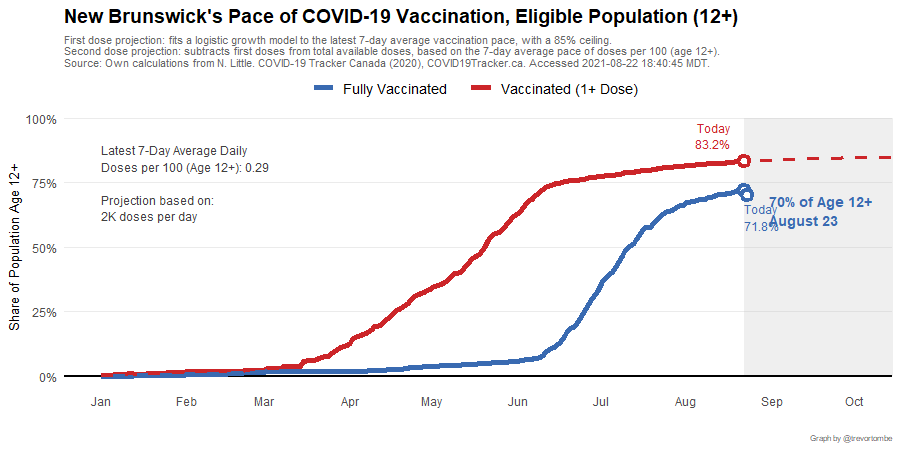 New Brunswick's Pace of COVID-19 Vaccination, Eligible Population (12+)
First dose projection: fits a logistic growth model to the latest 7-day average vaccination pace, with a 85% ceiling.
Second dose projection: subtracts first doses from total available doses, based on the 7-day average pace of doses per 100 (age 12+).
Source: Own calculations from N. Little. COVID-19 Tracker Canada (2020), COVID19Tracker.ca. Accessed 2021-08-22 18:40:45 MDT.
Fully Vaccinated
Vaccinated (1+ Dose)
Share of Population Age 12+
100%
75%
50%
25%
0%
Latest 7-Day Average Daily
Doses per 100 (Age 12+): 0.29
Projection based on:
2K doses per day
Today
83.2%
Today
71.8%
70% of Age 12+
August 23
Jan
Feb
Mar
Apr
May
Jun
Jul
Aug
Sep
Oct
Graph by @trevortombe